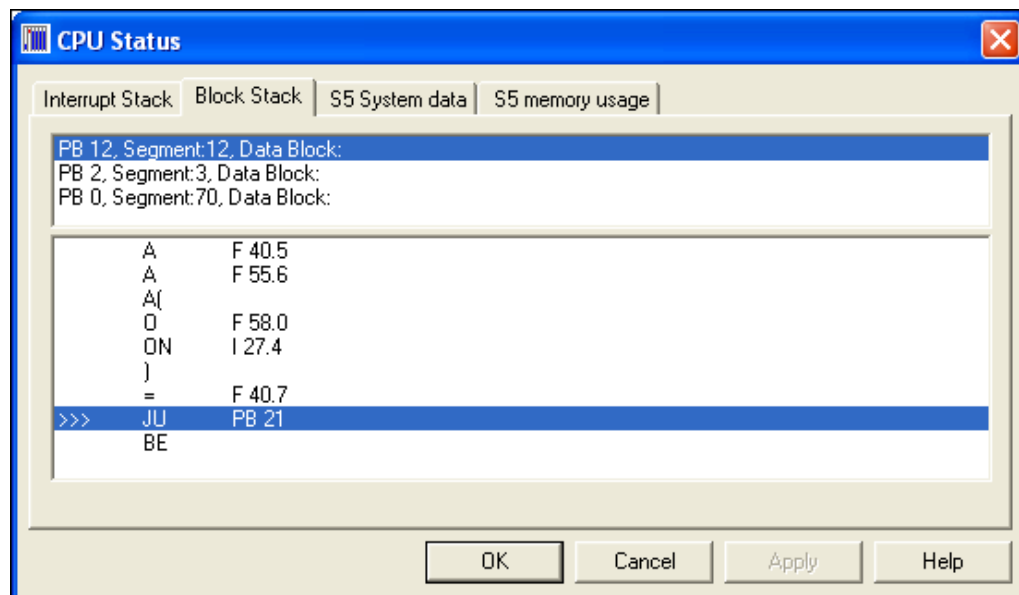 CPU Status
Interrupt Stack Block Stack S5 System data S5 memory usage
PB 12, Segment:12, Data Block:
PB 2, Segment:3, Data Block:
PB 0, Segment:70, Data Block:
A F 40.5
A F 55.6
A(
O F 58.0
ON I 27.4
)
= F 40.7
>>> JU PB 21
BE
OK Cancel Apply Help